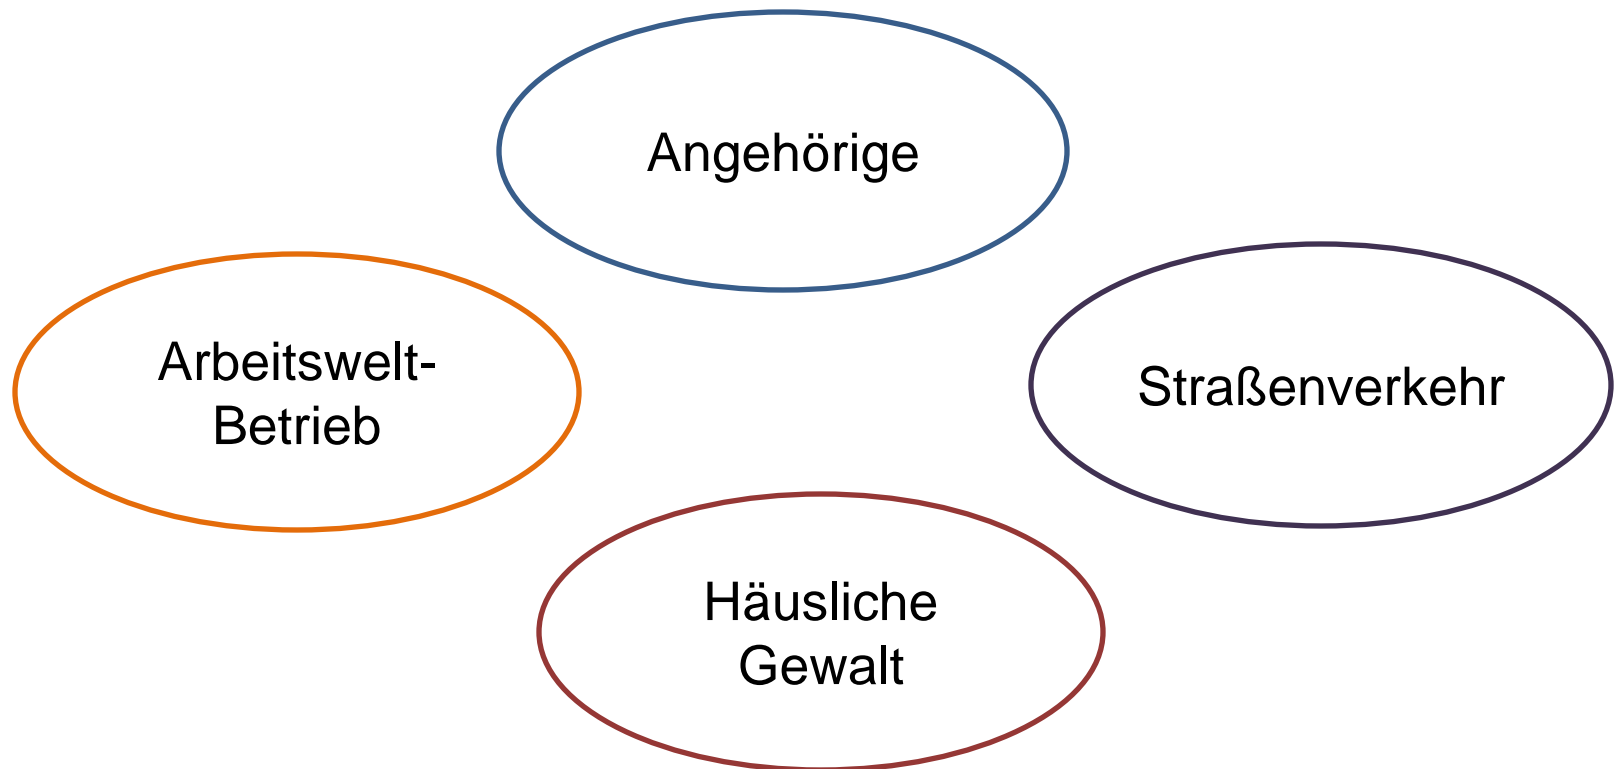 Angehörige
Arbeitswelt-
Betrieb
Straßenverkehr
Häusliche
Gewalt